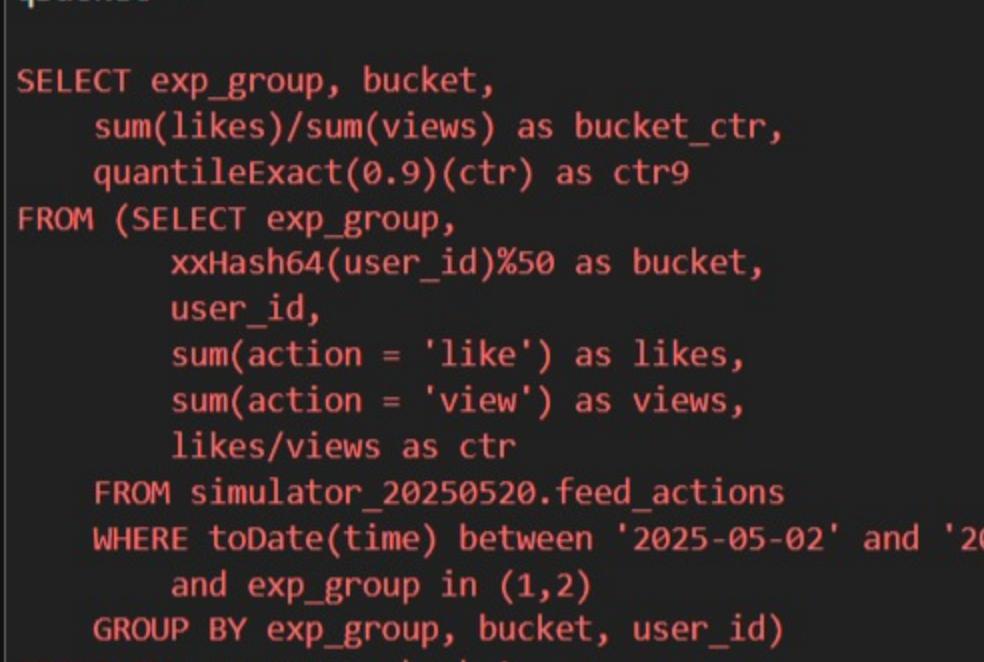 SELECT exp_group, bucket,
sum(likes)/sum(views) as bucket_ctr,
quantileExact(0.9)(ctr) as ctr9
FROM (SELECT exp_group,
xxHash64(user_id)%50 as bucket,
user_id,
sum(action = 'like') as likes,
sum(action = 'view') as views,
likes/views as ctr
FROM simulator_20250520.feed_actions
WHERE toDate(time) between '2025-05-02' and '20
and exp_group in (1,2)
GROUP BY exp_group, bucket, user_id)